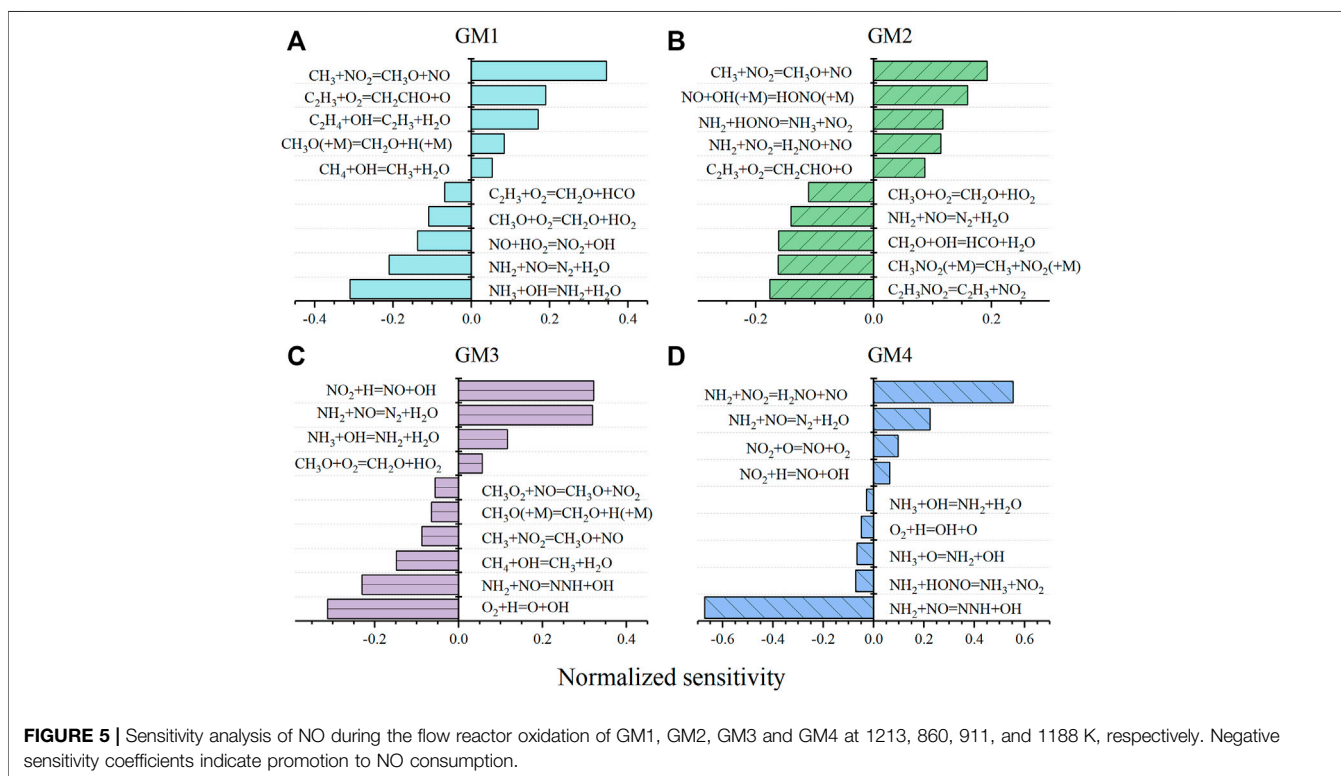 A
GM1
CH₃+NO₂=CH₃O+NO
C₂H₃+O₂=CH₂CHO+O
C₂H₄+OH=C₂H₃+H₂O
CH₃O(+M)=CH₂O+H(+M)
CH₄+OH=CH₃+H₂O
C₂H₃+O₂=CH₂O+HCO
CH₃O+O₂=CH₂O+HO₂
NO+HO₂=NO₂+OH
NH₂+NO=N₂+H₂O
NH₃+OH=NH₂+H₂O
-0.4 -0.2 0.0 0.2 0.4
B
GM2
CH₃+NO₂=CH₃O+NO
NO+OH(+M)=HONO(+M)
NH₂+HONO=NH₃+NO₂
NH₂+NO₂=H₂NO+NO
C₂H₃+O₂=CH₂CHO+O
CH₃O+O₂=CH₂O+HO₂
NH₂+NO=N₂+H₂O
CH₂O+OH=HCO+H₂O
CH₃NO₂(+M)=CH₃+NO₂(+M)
C₂H₃NO₂=C₂H₃+NO₂
-0.2 0.0 0.2
C
GM3
NO₂+H=NO+OH
NH₂+NO=N₂+H₂O
NH₃+OH=NH₂+H₂O
CH₃O+O₂=CH₂O+HO₂
CH₃O₂+NO=CH₃O+NO₂
CH₃O(+M)=CH₂O+H(+M)
CH₃+NO₂=CH₃O+NO
CH₄+OH=CH₃+H₂O
NH₂+NO=NNH+OH
O₂+H=O+OH
-0.2 0.0 0.2 0.4
D
GM4
NH₂+NO₂=H₂NO+NO
NH₂+NO=N₂+H₂O
NO₂+O=NO+O₂
NO₂+H=NO+OH
NH₃+OH=NH₂+H₂O
O₂+H=OH+O
NH₃+O=NH₂+OH
NH₂+HONO=NH₃+NO₂
NH₂+NO=NNH+OH
-0.6 -0.4 -0.2 0.0 0.2 0.4 0.6
Normalized sensitivity
FIGURE 5 | Sensitivity analysis of NO during the flow reactor oxidation of GM1, GM2, GM3 and GM4 at 1213, 860, 911, and 1188 K, respectively. Negative
sensitivity coefficients indicate promotion to NO consumption.